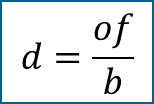 d = of/b